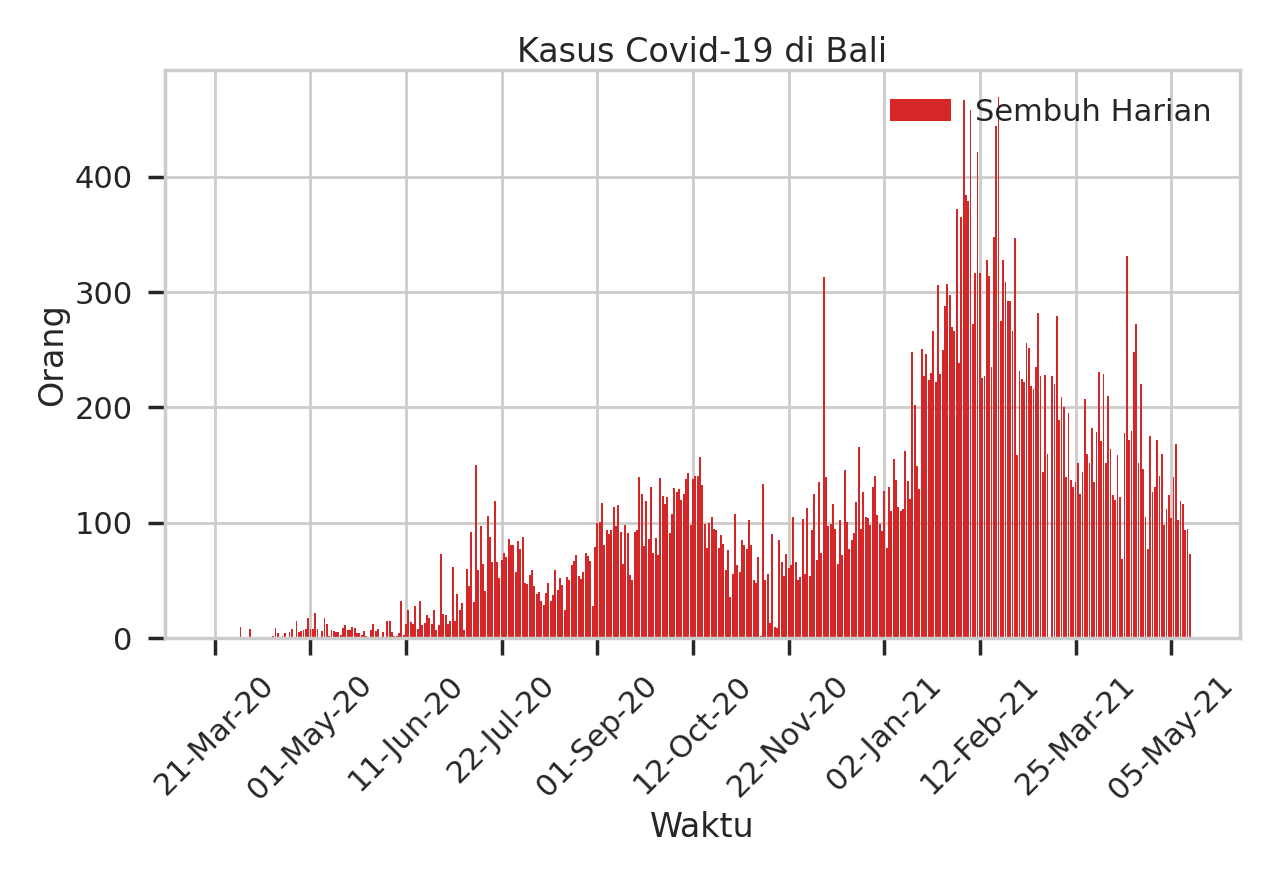 Kasus Covid-19 di Bali
Sembuh Harian
Orang
400
300
200
100
0
21-Mar-20
01-May-20
11-Jun-20
22-Jul-20
01-Sep-20
12-Oct-20
22-Nov-20
02-Jan-21
12-Feb-21
25-Mar-21
05-May-21
Waktu